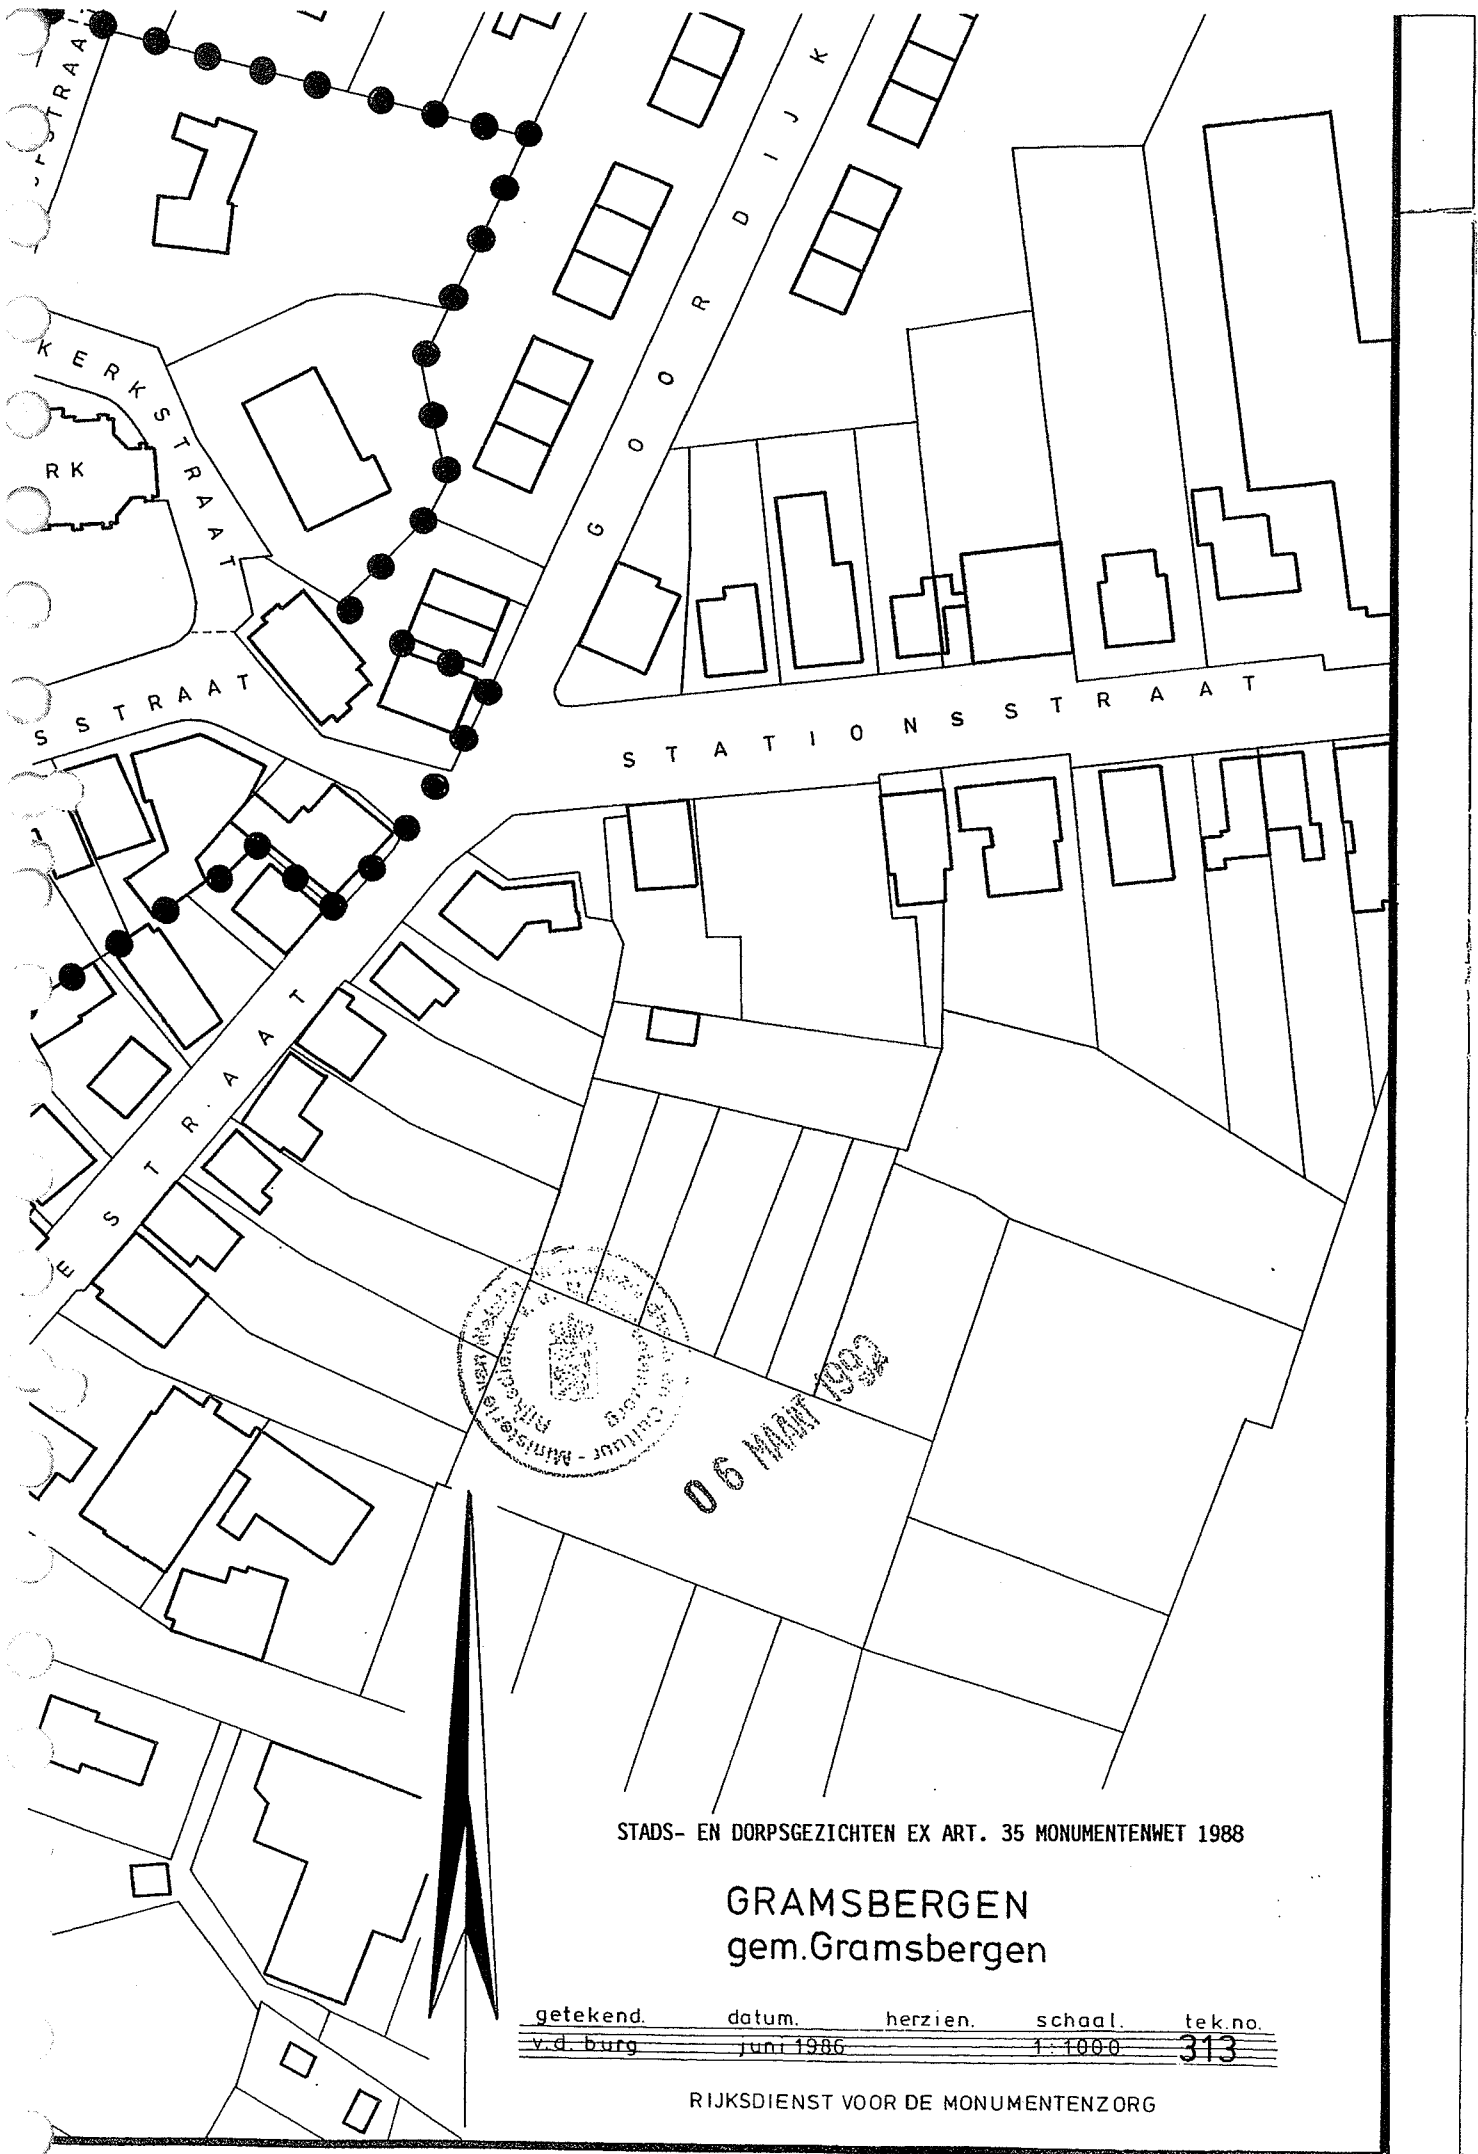 GOORDIJK
KERKSTRAAT
RK
SSTRAAT
STATIONSSTRAAT
ESTRAAT
06 MAART 1992
STADS- EN DORPSGEZICHTEN EX ART. 35 MONUMENTENWET 1988
GRAMSBERGEN
gem.Gramsbergen
getekend. datum. herzien. schaal. tek.no.
v.d. burg juni 1986 1:1000 313
RIJKSDIENST VOOR DE MONUMENTENZORG